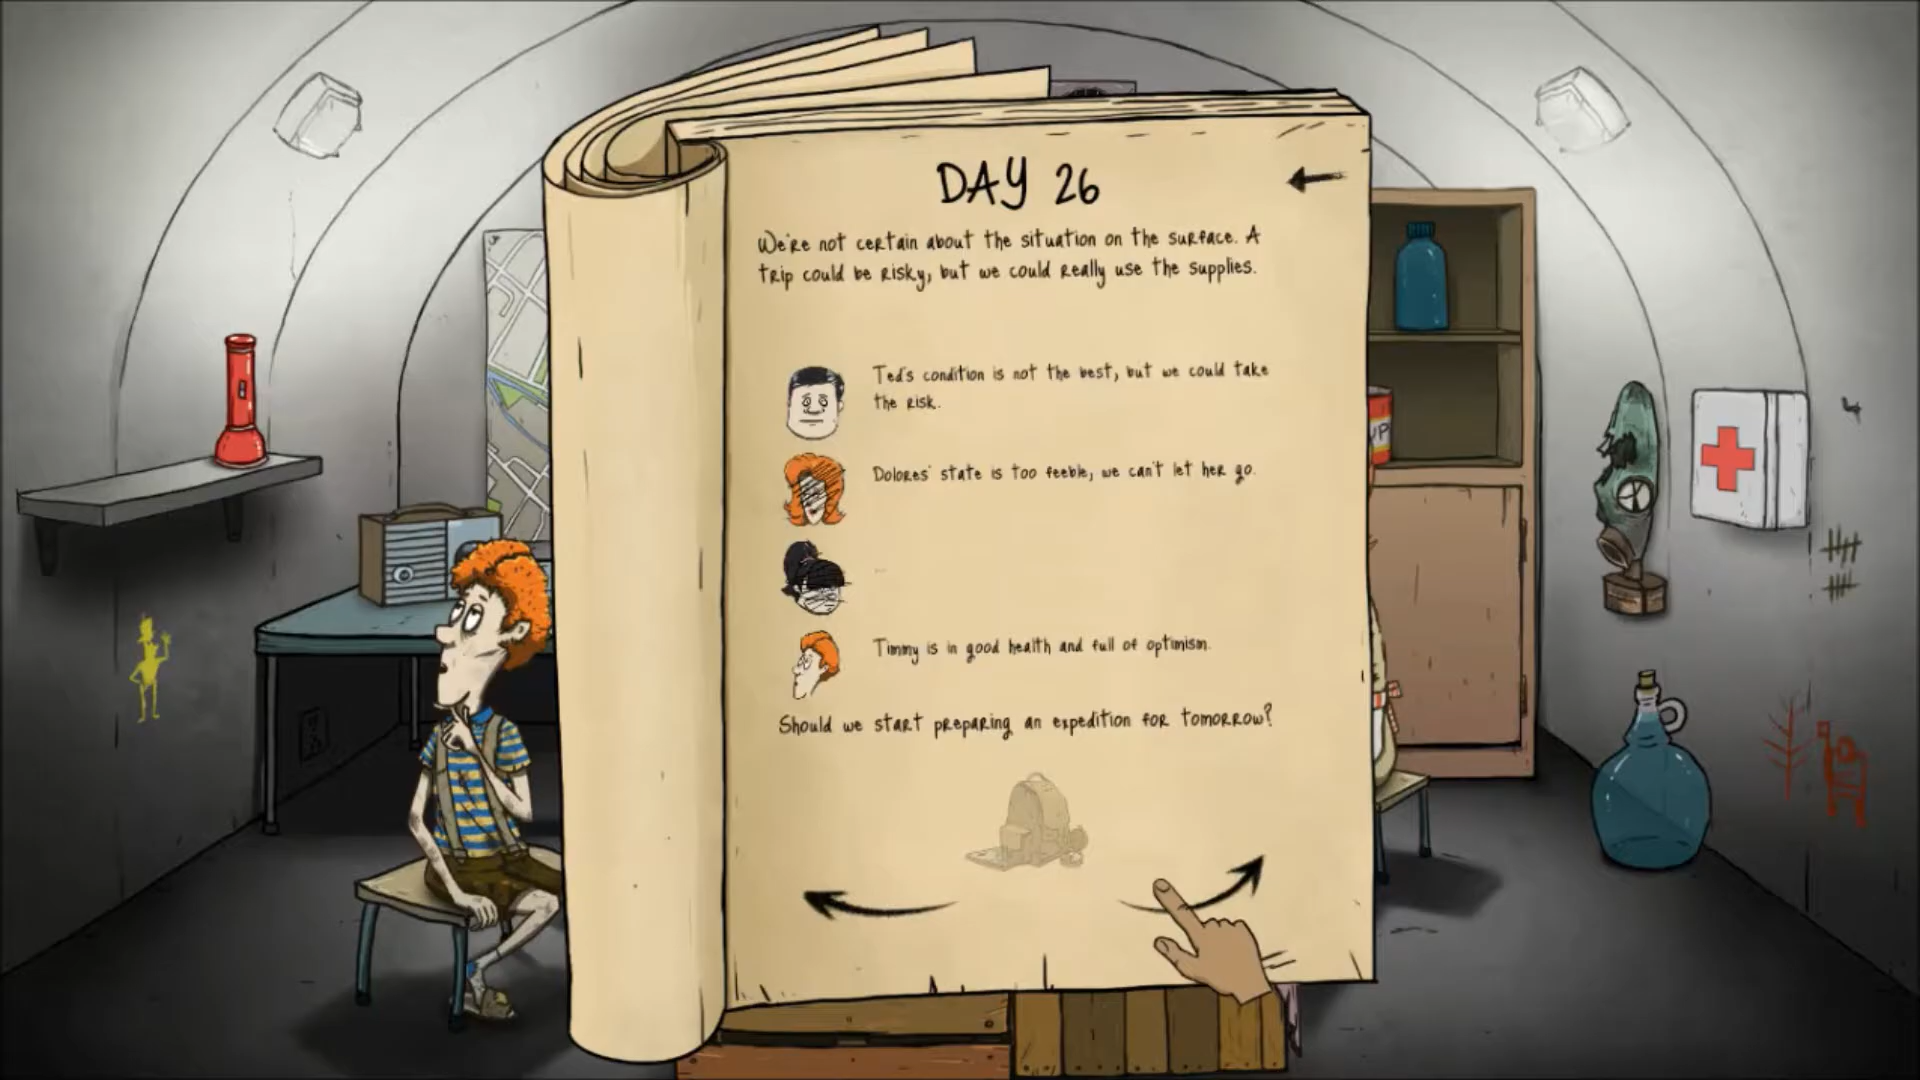 DAY 26
We're not certain about the situation on the surface. A
trip could be risky, but we could really use the supplies.
Ted's condition is not the best, but we could take
the risk.
Dolores' state is too feeble, we can't let her go.
...
Timmy is in good health and full of optimism.
Should we start preparing an expedition for tomorrow?
UP